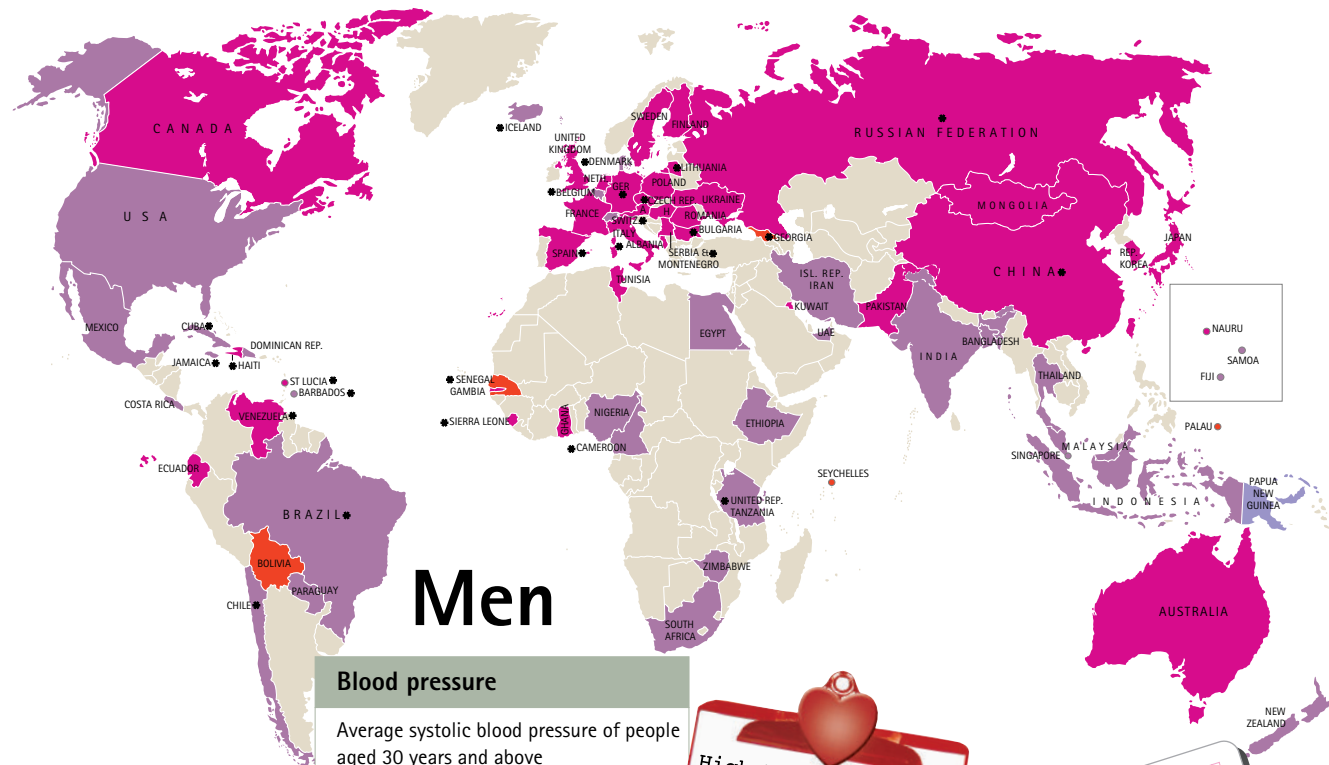 CANADA
USA
MEXICO
CUBA
DOMINICAN REP.
JAMAICA
HAITI
ST LUCIA
BARBADOS
COSTA RICA
VENEZUELA
ECUADOR
BRAZIL
BOLIVIA
PARAGUAY
CHILE
ICELAND
UNITED
KINGDOM
SWEDEN
FINLAND
DENMARK
LITHUANIA
NETH
BELGIUM
GER
POLAND
CZECH REP.
UKRAINE
FRANCE
SWITZ
A
H
ROMANIA
ITALY
BULGARIA
SPAIN
ALBANIA
SERBIA &
MONTENEGRO
GEORGIA
TUNISIA
RUSSIAN FEDERATION
MONGOLIA
CHINA
REP.
KOREA
JAPAN
ISL. REP.
IRAN
KUWAIT
PAKISTAN
UAE
EGYPT
INDIA
BANGLADESH
THAILAND
SENEGAL
GAMBIA
SIERRA LEONE
GHANA
NIGERIA
CAMEROON
ETHIOPIA
UNITED REP.
TANZANIA
SEYCHELLES
ZIMBABWE
SOUTH
AFRICA
SINGAPORE
MALAYSIA
INDONESIA
PAPUA
NEW
GUINEA
NAURU
SAMOA
FIJI
PALAU
AUSTRALIA
NEW
ZEALAND
Men
Blood pressure
Average systolic blood pressure of people
aged 30 years and above